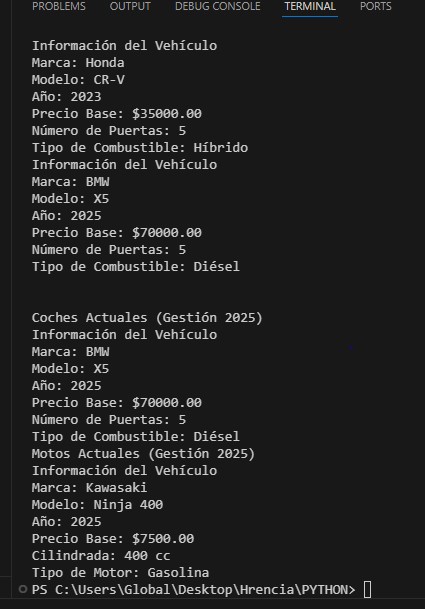 PROBLEMS OUTPUT DEBUG CONSOLE TERMINAL PORTS
Información del Vehículo
Marca: Honda
Modelo: CR-V
Año: 2023
Precio Base: $35000.00
Número de Puertas: 5
Tipo de Combustible: Híbrido
Información del Vehículo
Marca: BMW
Modelo: X5
Año: 2025
Precio Base: $70000.00
Número de Puertas: 5
Tipo de Combustible: Diésel
Coches Actuales (Gestión 2025)
Información del Vehículo
Marca: BMW
Modelo: X5
Año: 2025
Precio Base: $70000.00
Número de Puertas: 5
Tipo de Combustible: Diésel
Motos Actuales (Gestión 2025)
Información del Vehículo
Marca: Kawasaki
Modelo: Ninja 400
Año: 2025
Precio Base: $7500.00
Cilindrada: 400 cc
Tipo de Motor: Gasolina
PS C:\Users\Global\Desktop\Hrencia\PYTHON>